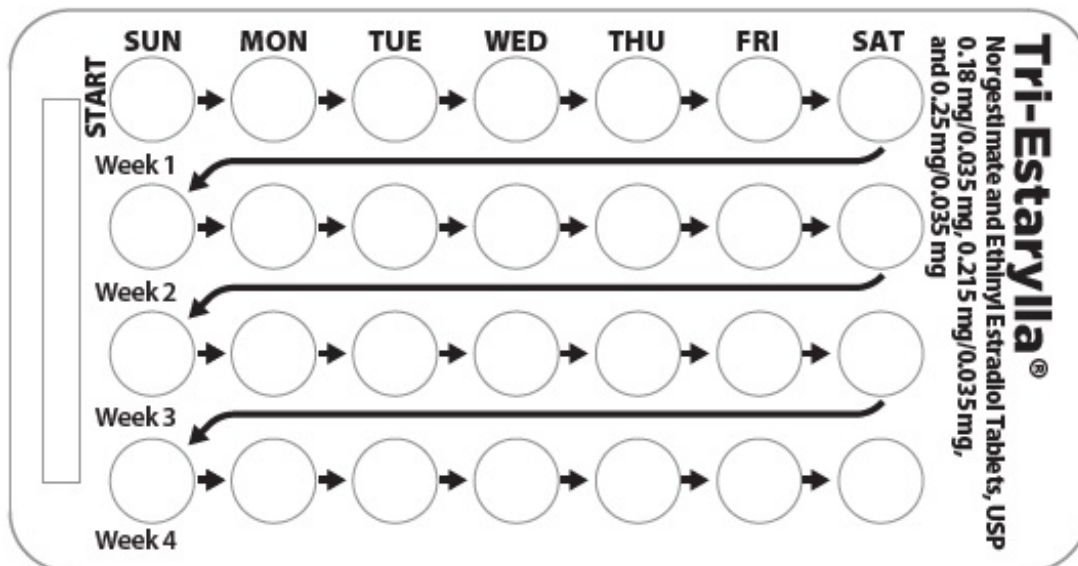 SUN MON TUE WED THU FRI SAT
START
Week 1
Week 2
Week 3
Week 4
Tri-Estarylla®
Norgestimate and Ethinyl Estradiol Tablets, USP
0.18 mg/0.035 mg, 0.215 mg/0.035 mg,
and 0.25 mg/0.035 mg